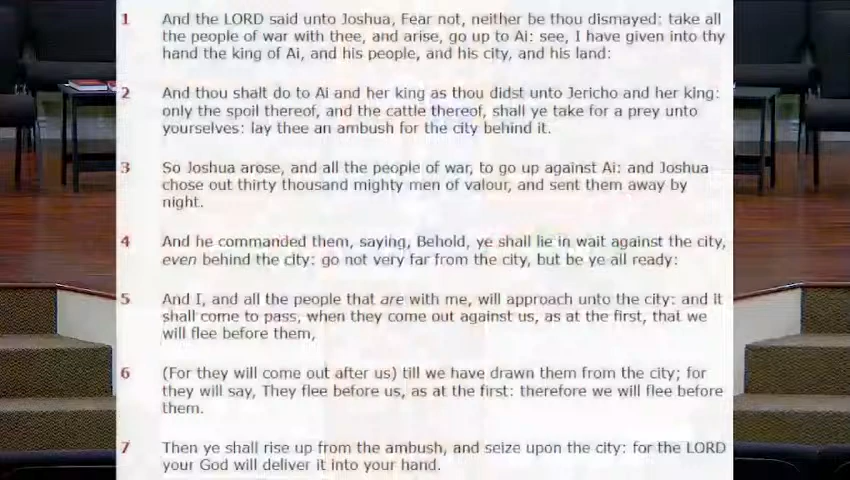 1 And the LORD said unto Joshua, Fear not, neither be thou dismayed: take all
the people of war with thee, and arise, go up to Ai: see, I have given into thy
hand the king of Ai, and his people, and his city, and his land:
2 And thou shalt do to Ai and her king as thou didst unto Jericho and her king:
only the spoil thereof, and the cattle thereof, shall ye take for a prey unto
yourselves: lay thee an ambush for the city behind it.
3 So Joshua arose, and all the people of war, to go up against Ai: and Joshua
chose out thirty thousand mighty men of valour, and sent them away by
night.
4 And he commanded them, saying, Behold, ye shall lie in wait against the city,
even behind the city: go not very far from the city, but be ye all ready:
5 And I, and all the people that are with me, will approach unto the city: and it
shall come to pass, when they come out against us, as at the first, that we
will flee before them,
6 (For they will come out after us) till we have drawn them from the city; for
they will say, They flee before us, as at the first: therefore we will flee before
them.
7 Then ye shall rise up from the ambush, and seize upon the city: for the LORD
your God will deliver it into your hand.